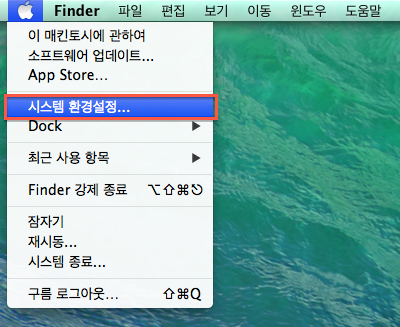 Finder 파일 편집 보기 이동 윈도우 도움말
이 매킨토시에 관하여
소프트웨어 업데이트...
App Store...
시스템 환경설정...
Dock ▶
최근 사용 항목 ▶
Finder 강제 종료 ⌥⇧⌘⎋
잠자기
재시동...
시스템 종료...
구름 로그아웃... ⇧⌘Q